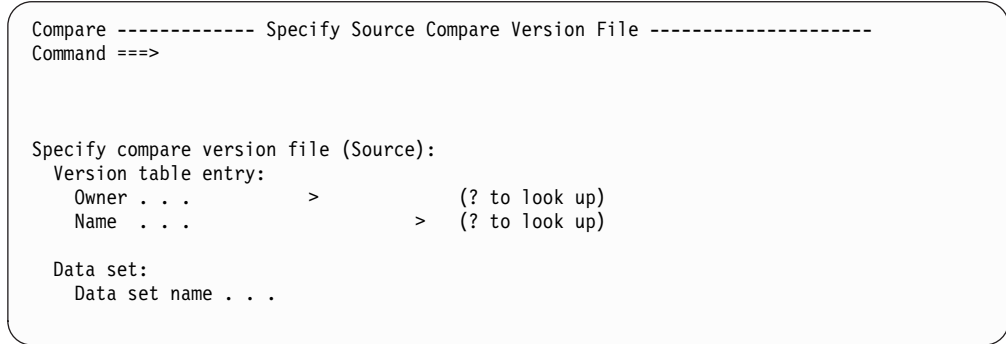 Compare ------------- Specify Source Compare Version File ---------------------
Command ===>
Specify compare version file (Source):
Version table entry:
Owner . . .           >              (? to look up)
Name  . . .                      >   (? to look up)
Data set:
Data set name . . .